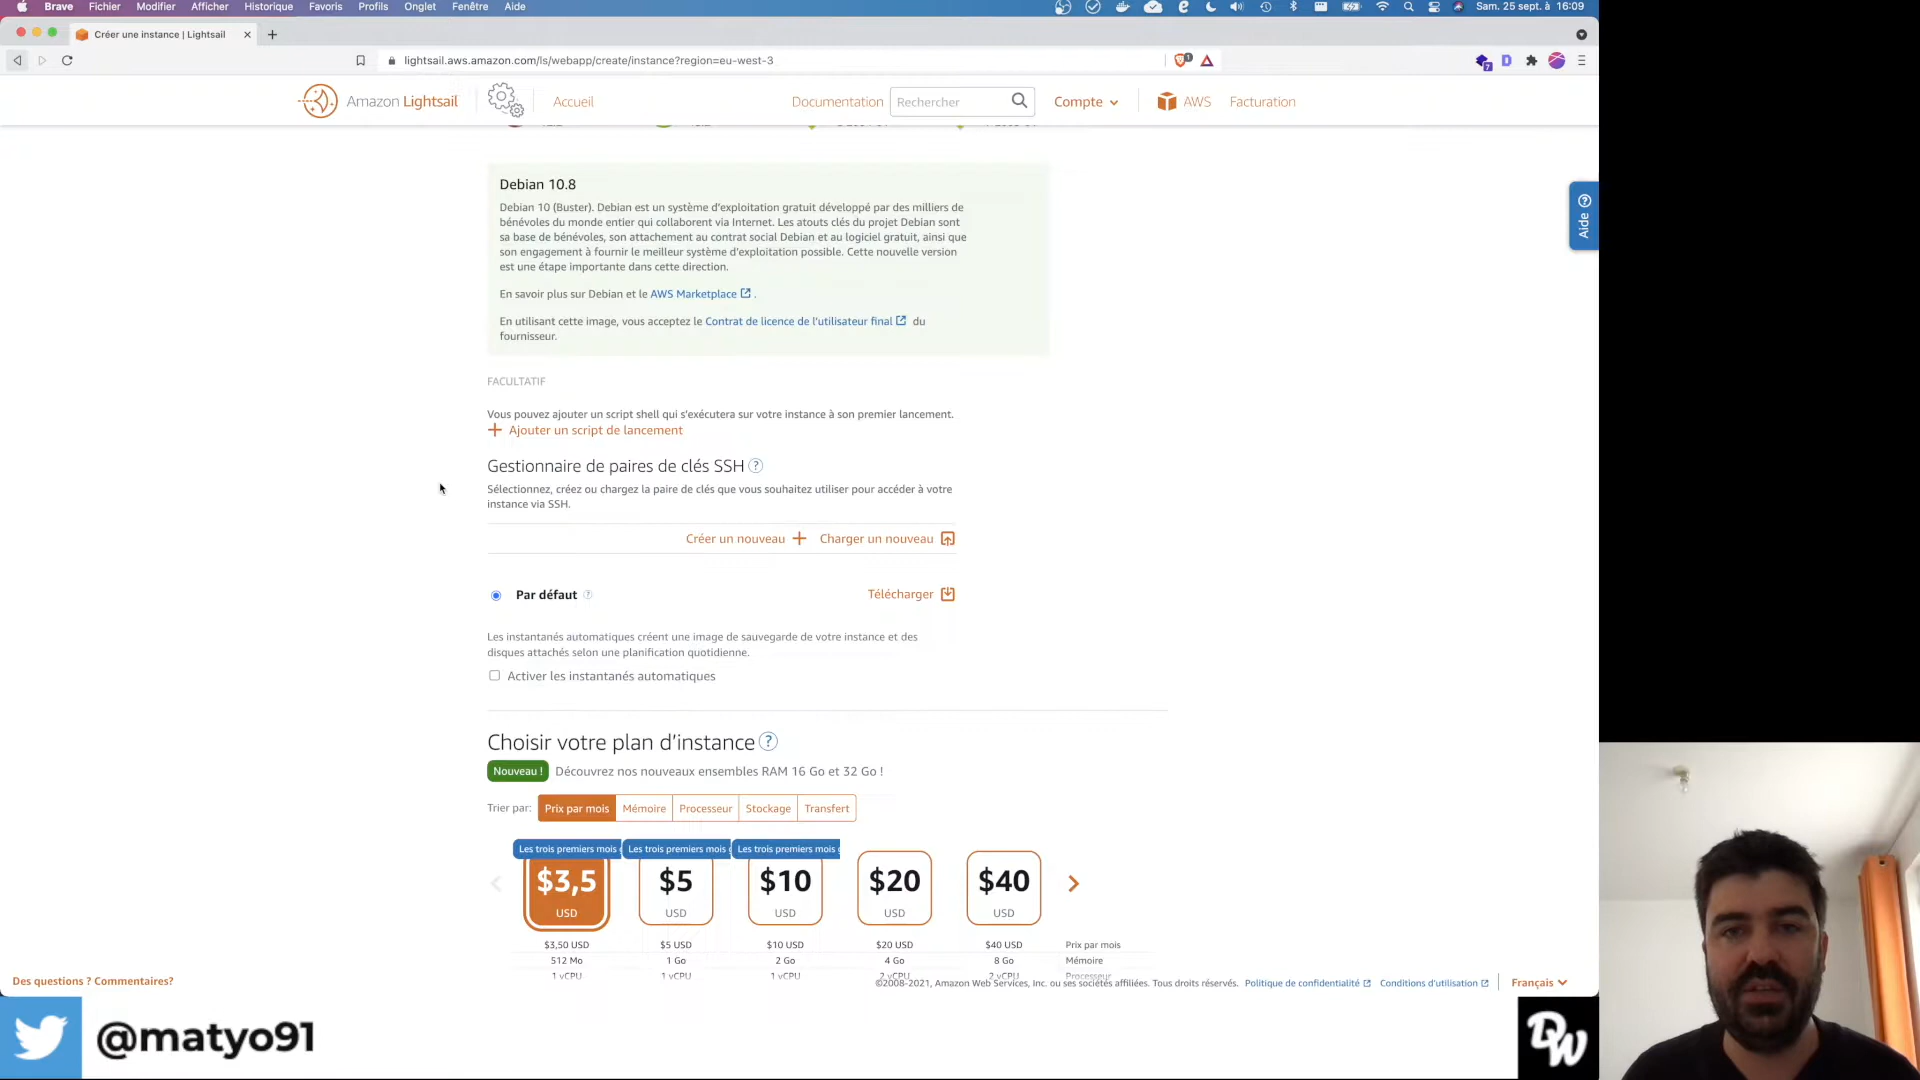 Brave Fichier Modifier Afficher Historique Favoris Profils Onglet Fenêtre Aide Sam. 25 sept. à 16:09
Créer une instance | Lightsail
lightsail.aws.amazon.com/ls/webapp/create/instance?region=eu-west-3
Amazon Lightsail Accueil Documentation Rechercher Compte AWS Facturation
Debian 10.8
Debian 10 (Buster). Debian est un système d'exploitation gratuit développé par des milliers de
bénévoles du monde entier qui collaborent via Internet. Les atouts clés du projet Debian sont
sa base de bénévoles, son attachement au contrat social Debian et au logiciel gratuit, ainsi que
son engagement à fournir le meilleur système d'exploitation possible. Cette nouvelle version
est une étape importante dans cette direction.
En savoir plus sur Debian et le AWS Marketplace .
En utilisant cette image, vous acceptez le Contrat de licence de l'utilisateur final du
fournisseur.
Aide
FACULTATIF
Vous pouvez ajouter un script shell qui s'exécutera sur votre instance à son premier lancement.
Ajouter un script de lancement
Gestionnaire de paires de clés SSH ?
Sélectionnez, créez ou chargez la paire de clés que vous souhaitez utiliser pour accéder à votre
instance via SSH.
Créer un nouveau Charger un nouveau
Par défaut ? Télécharger
Les instantanés automatiques créent une image de sauvegarde de votre instance et des
disques attachés selon une planification quotidienne.
Activer les instantanés automatiques
Choisir votre plan d'instance ?
Nouveau ! Découvrez nos nouveaux ensembles RAM 16 Go et 32 Go !
Trier par: Prix par mois Mémoire Processeur Stockage Transfert
Les trois premiers mois Les trois premiers mois Les trois premiers mois
$3,5 $5 $10 $20 $40
USD USD USD USD USD
$3,50 USD $5 USD $10 USD $20 USD $40 USD Prix par mois
512 Mo 1 Go 2 Go 4 Go 8 Go Mémoire
1 vCPU 1 vCPU 1 vCPU 2 vCPU 2 vCPU Processeur
Des questions ? Commentaires? ©2008-2021, Amazon Web Services, Inc. ou ses sociétés affiliées. Tous droits réservés. Politique de confidentialité Conditions d'utilisation Français
@matyo91
DW